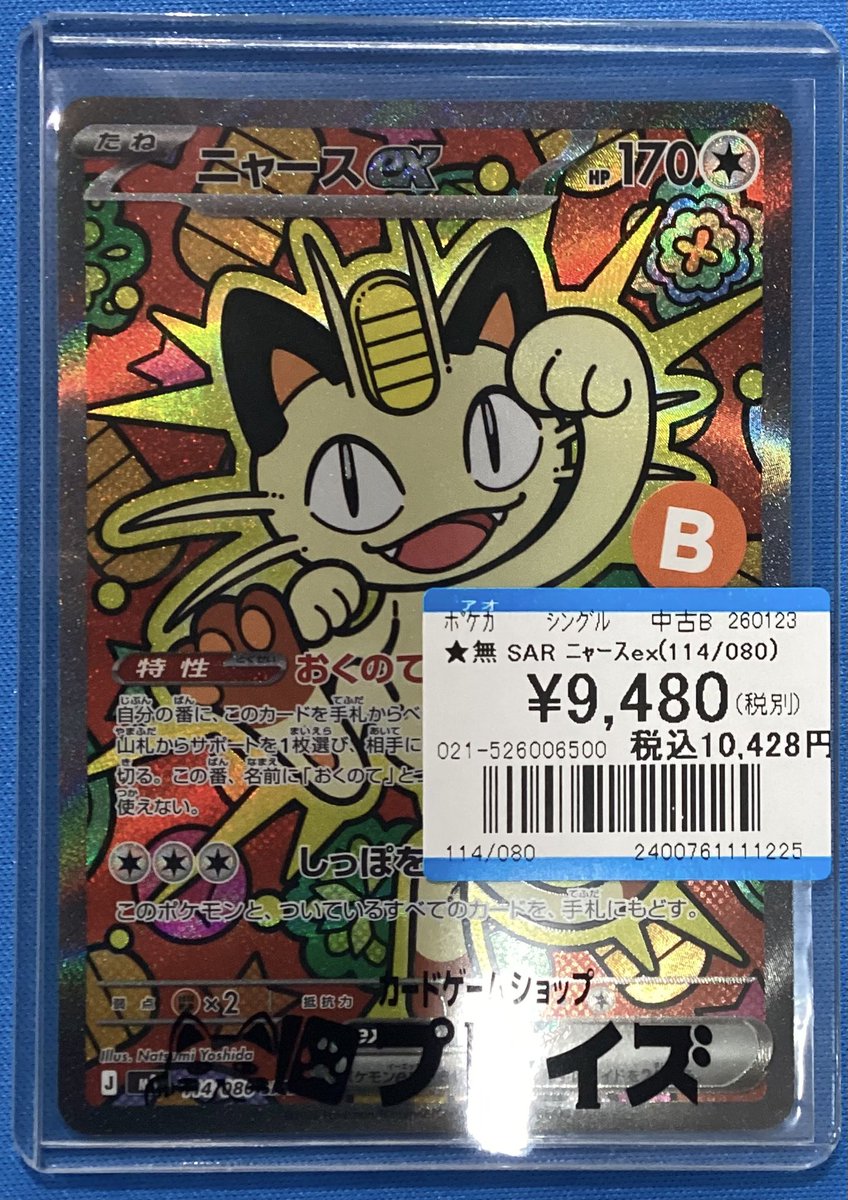 たね
ニャースex HP 170
B
アオ
ポケカ シングル 中古B 260123
★無 SAR ニャースex(114/080)
¥9,480(税別)
021-526006500 税込10,428円
114/080 2400761111225
特性 おくのて
自分の番に、このカードを手札からベ
山札からサポートを1枚選び、相手に
切る。この番、名前に「おくのて」と
使えない。
しっぽを
このポケモンと、ついているすべてのカードを、手札にもどす。
弱点 ×2 抵抗力
カードゲームショップ
Illus. Natsumi Yoshida
J